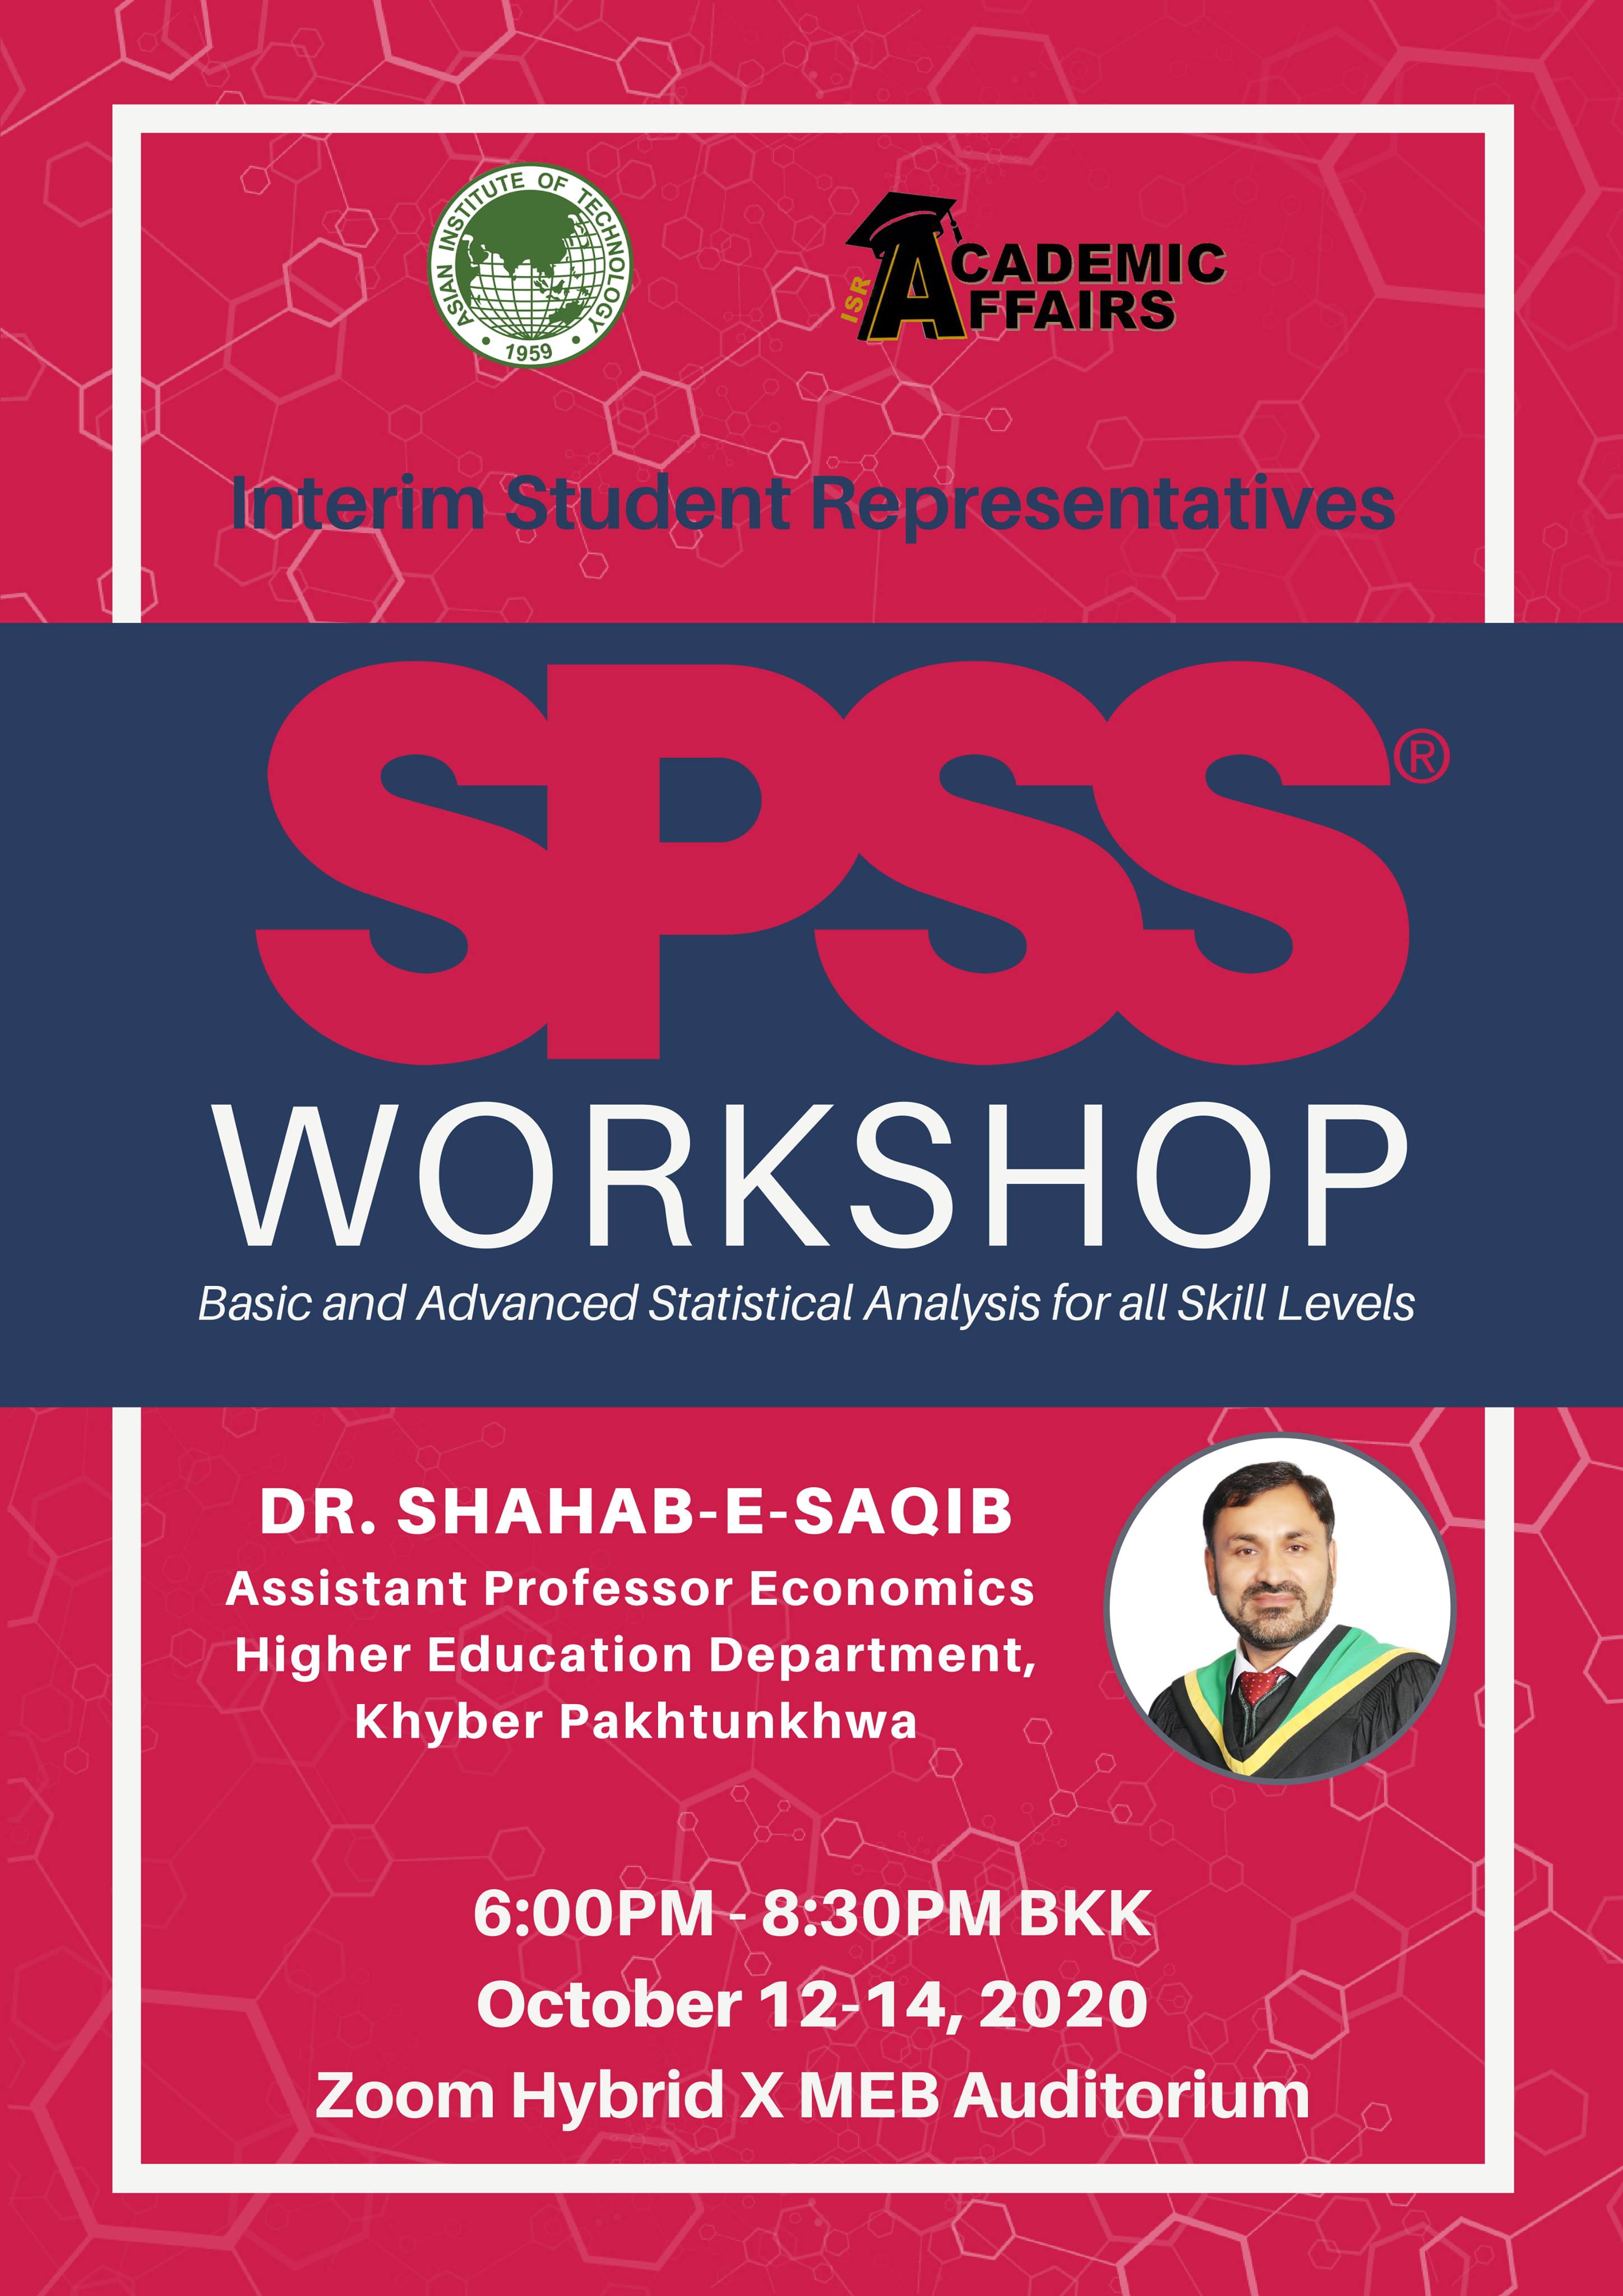 ASIAN INSTITUTE OF TECHNOLOGY
• 1959 •
ISR
ACADEMIC
AFFAIRS
Interim Student Representatives
SPSS®
WORKSHOP
Basic and Advanced Statistical Analysis for all Skill Levels
DR. SHAHAB-E-SAQIB
Assistant Professor Economics
Higher Education Department,
Khyber Pakhtunkhwa
6:00PM - 8:30PM BKK
October 12-14, 2020
Zoom Hybrid X MEB Auditorium